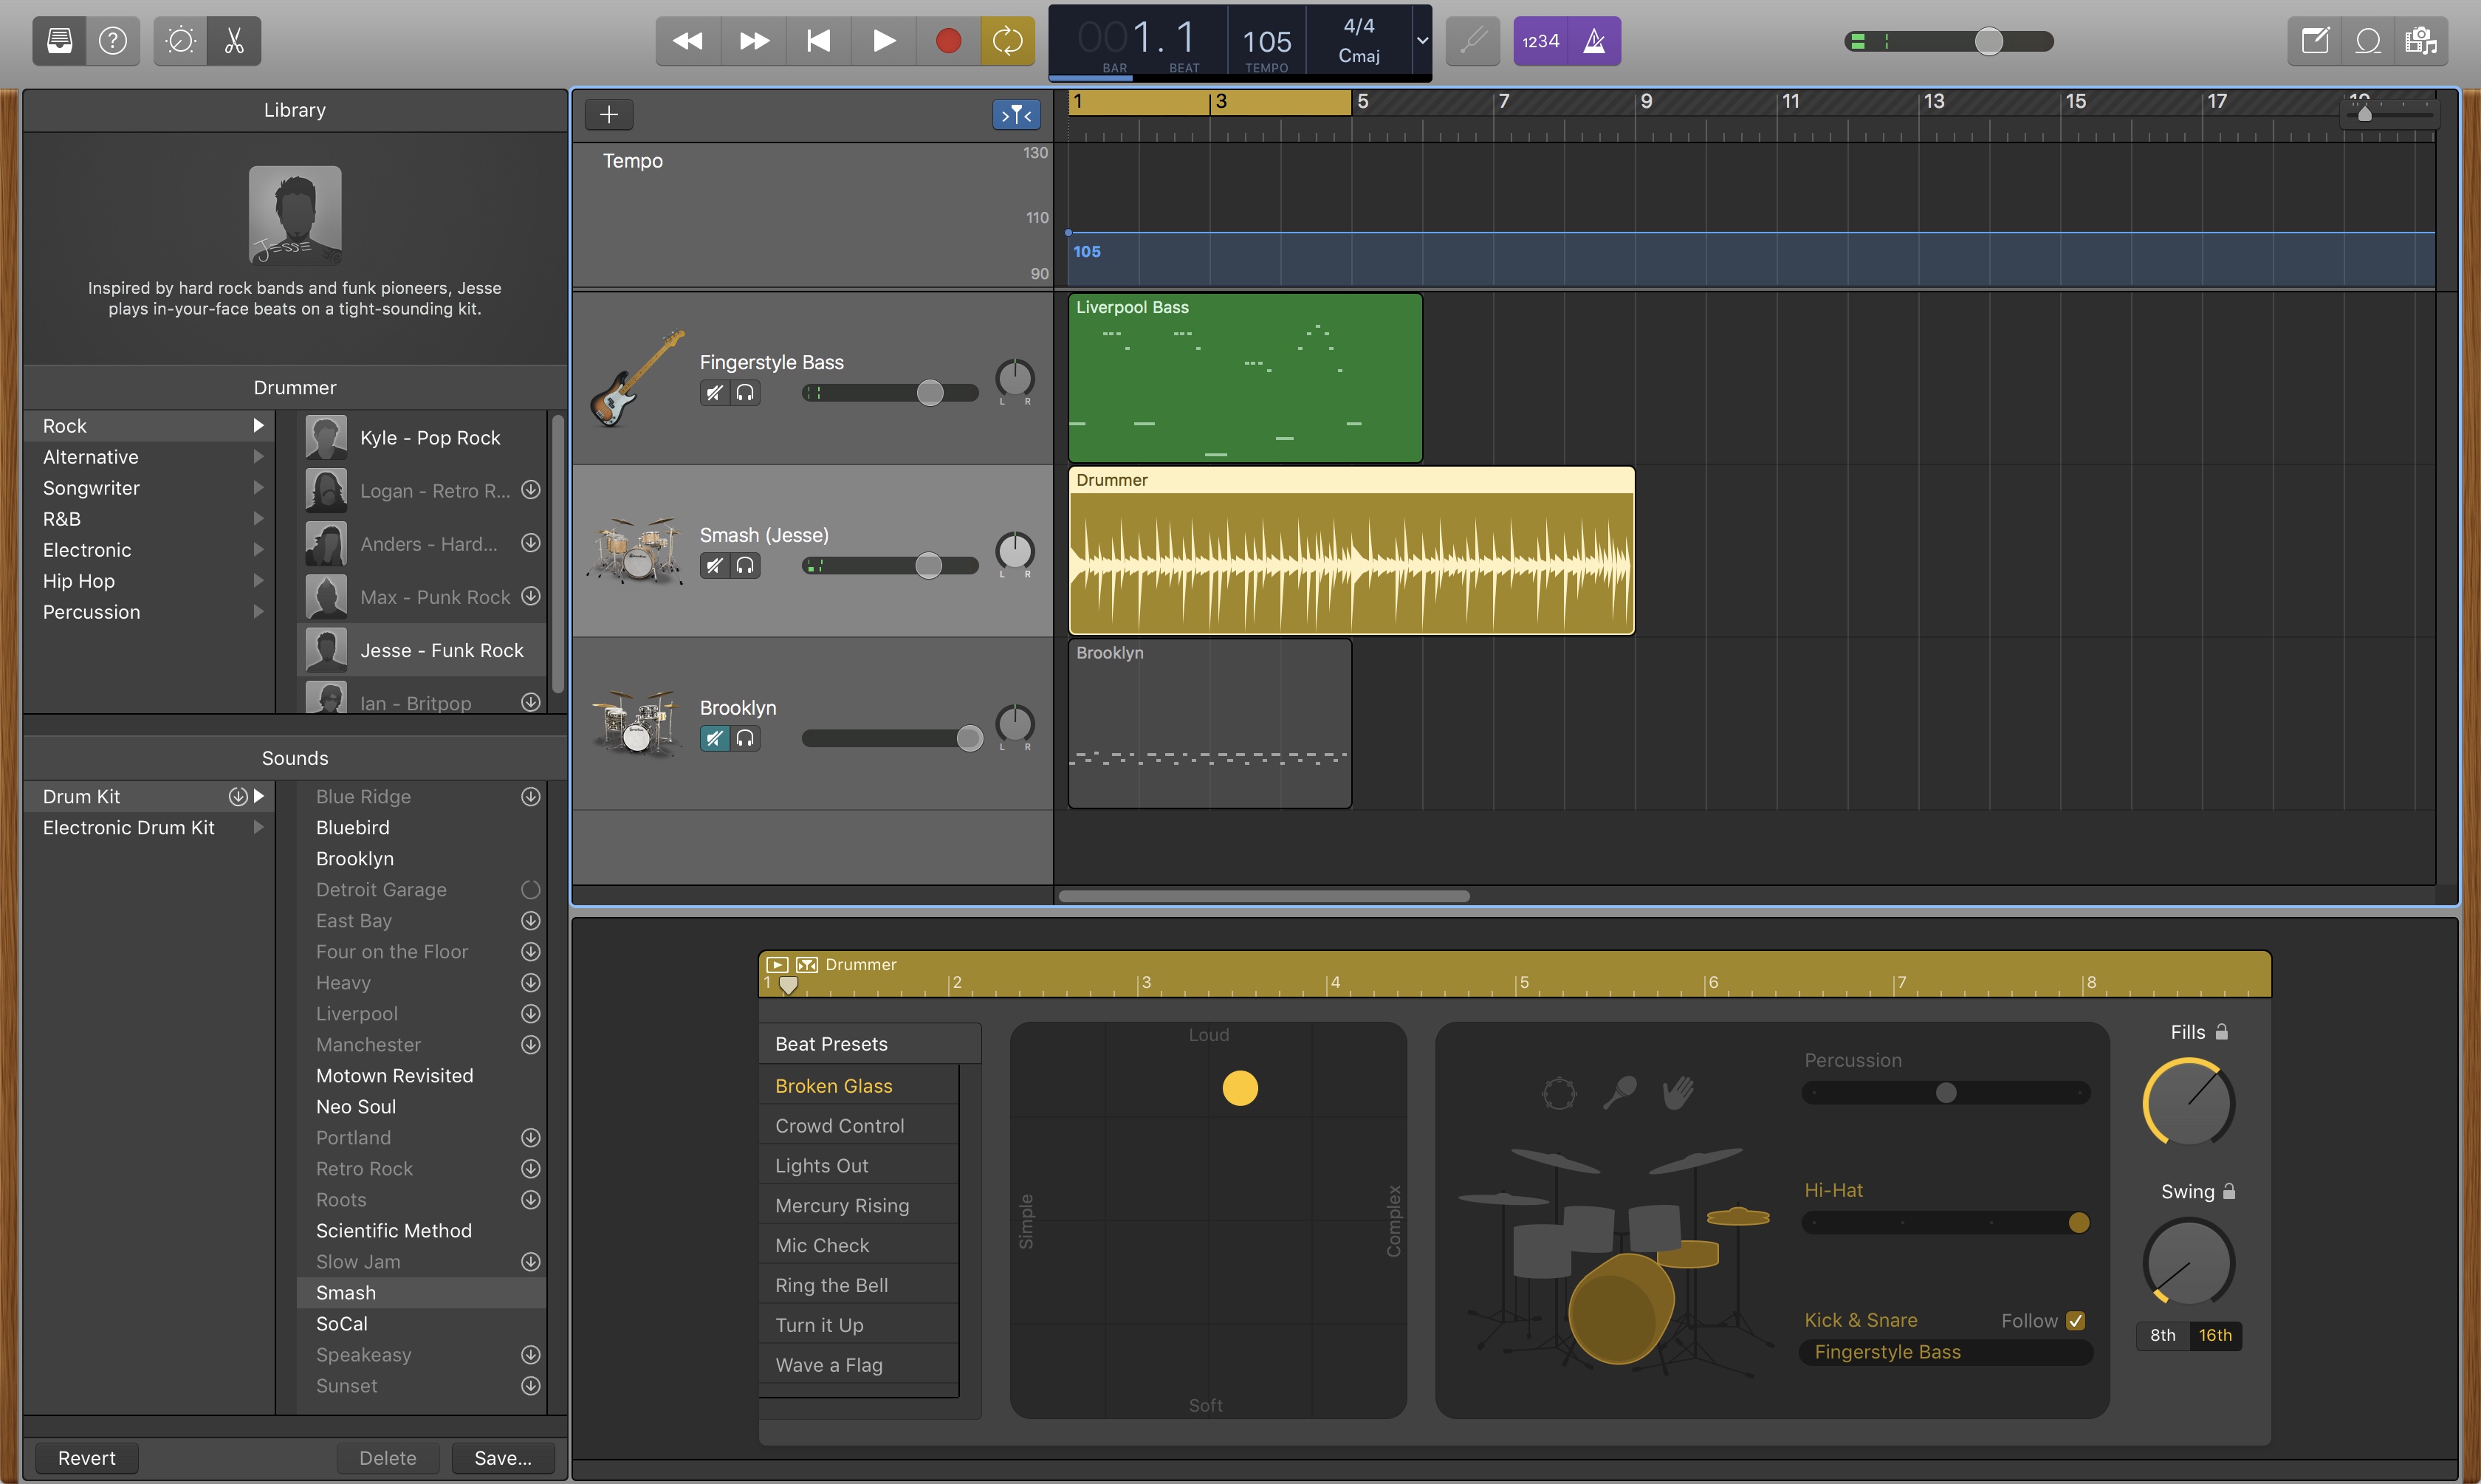 001. 1
BAR BEAT
105
TEMPO
4/4
Cmaj
1234
Library
Jesse
Inspired by hard rock bands and funk pioneers, Jesse
plays in-your-face beats on a tight-sounding kit.
Drummer
Rock
Alternative
Songwriter
R&B
Electronic
Hip Hop
Percussion
Kyle - Pop Rock
Logan - Retro R...
Anders - Hard...
Max - Punk Rock
Jesse - Funk Rock
Ian - Britpop
Sounds
Drum Kit
Electronic Drum Kit
Blue Ridge
Bluebird
Brooklyn
Detroit Garage
East Bay
Four on the Floor
Heavy
Liverpool
Manchester
Motown Revisited
Neo Soul
Portland
Retro Rock
Roots
Scientific Method
Slow Jam
Smash
SoCal
Speakeasy
Sunset
Revert
Delete
Save...
1 3 5 7 9 11 13 15 17
Tempo
130
110
90
105
Fingerstyle Bass
L R
Liverpool Bass
Smash (Jesse)
L R
Drummer
Brooklyn
L R
Brooklyn
Drummer
1 2 3 4 5 6 7 8
Beat Presets
Broken Glass
Crowd Control
Lights Out
Mercury Rising
Mic Check
Ring the Bell
Turn it Up
Wave a Flag
Loud
Simple
Complex
Soft
Percussion
Hi-Hat
Kick & Snare
Follow
Fingerstyle Bass
Fills
Swing
8th
16th